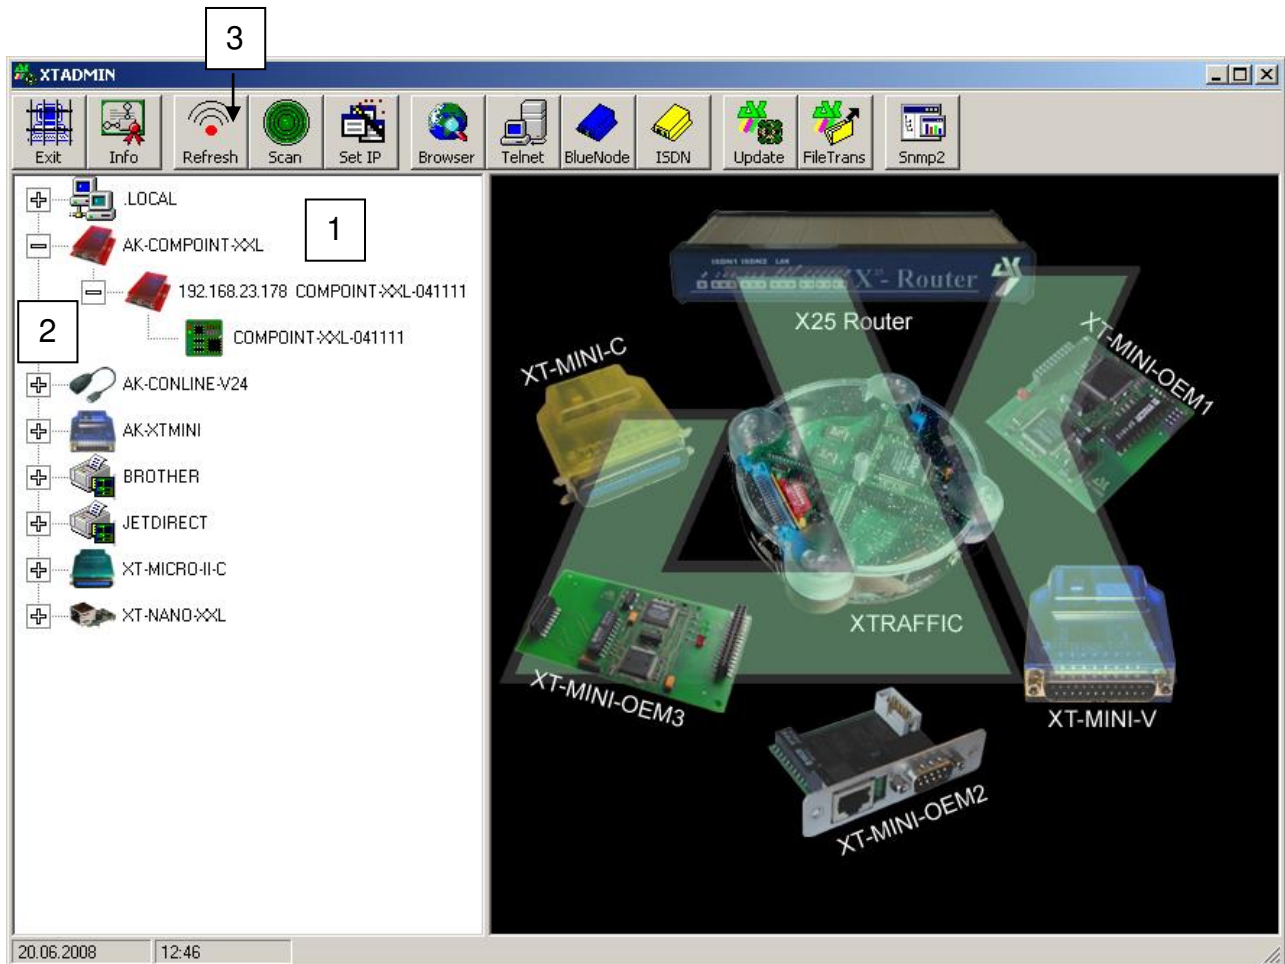 3
XTADMIN
Exit Info Refresh Scan Set IP Browser Telnet BlueNode ISDN Update FileTrans Snmp2
.LOCAL
1
AK-COMPOINT-XXL
192.168.23.178 COMPOINT-XXL-041111
2
COMPOINT-XXL-041111
AK-CONLINE-V24
AK-XTMINI
BROTHER
JETDIRECT
XT-MICRO-II-C
XT-NANO-XXL
ISDN1 ISDN2 LAN
X25 - Router
X25 Router
XT-MINI-C
XT-MINI-OEM1
XTRAFFIC
XT-MINI-OEM3
XT-MINI-V
XT-MINI-OEM2
20.06.2008 12:46